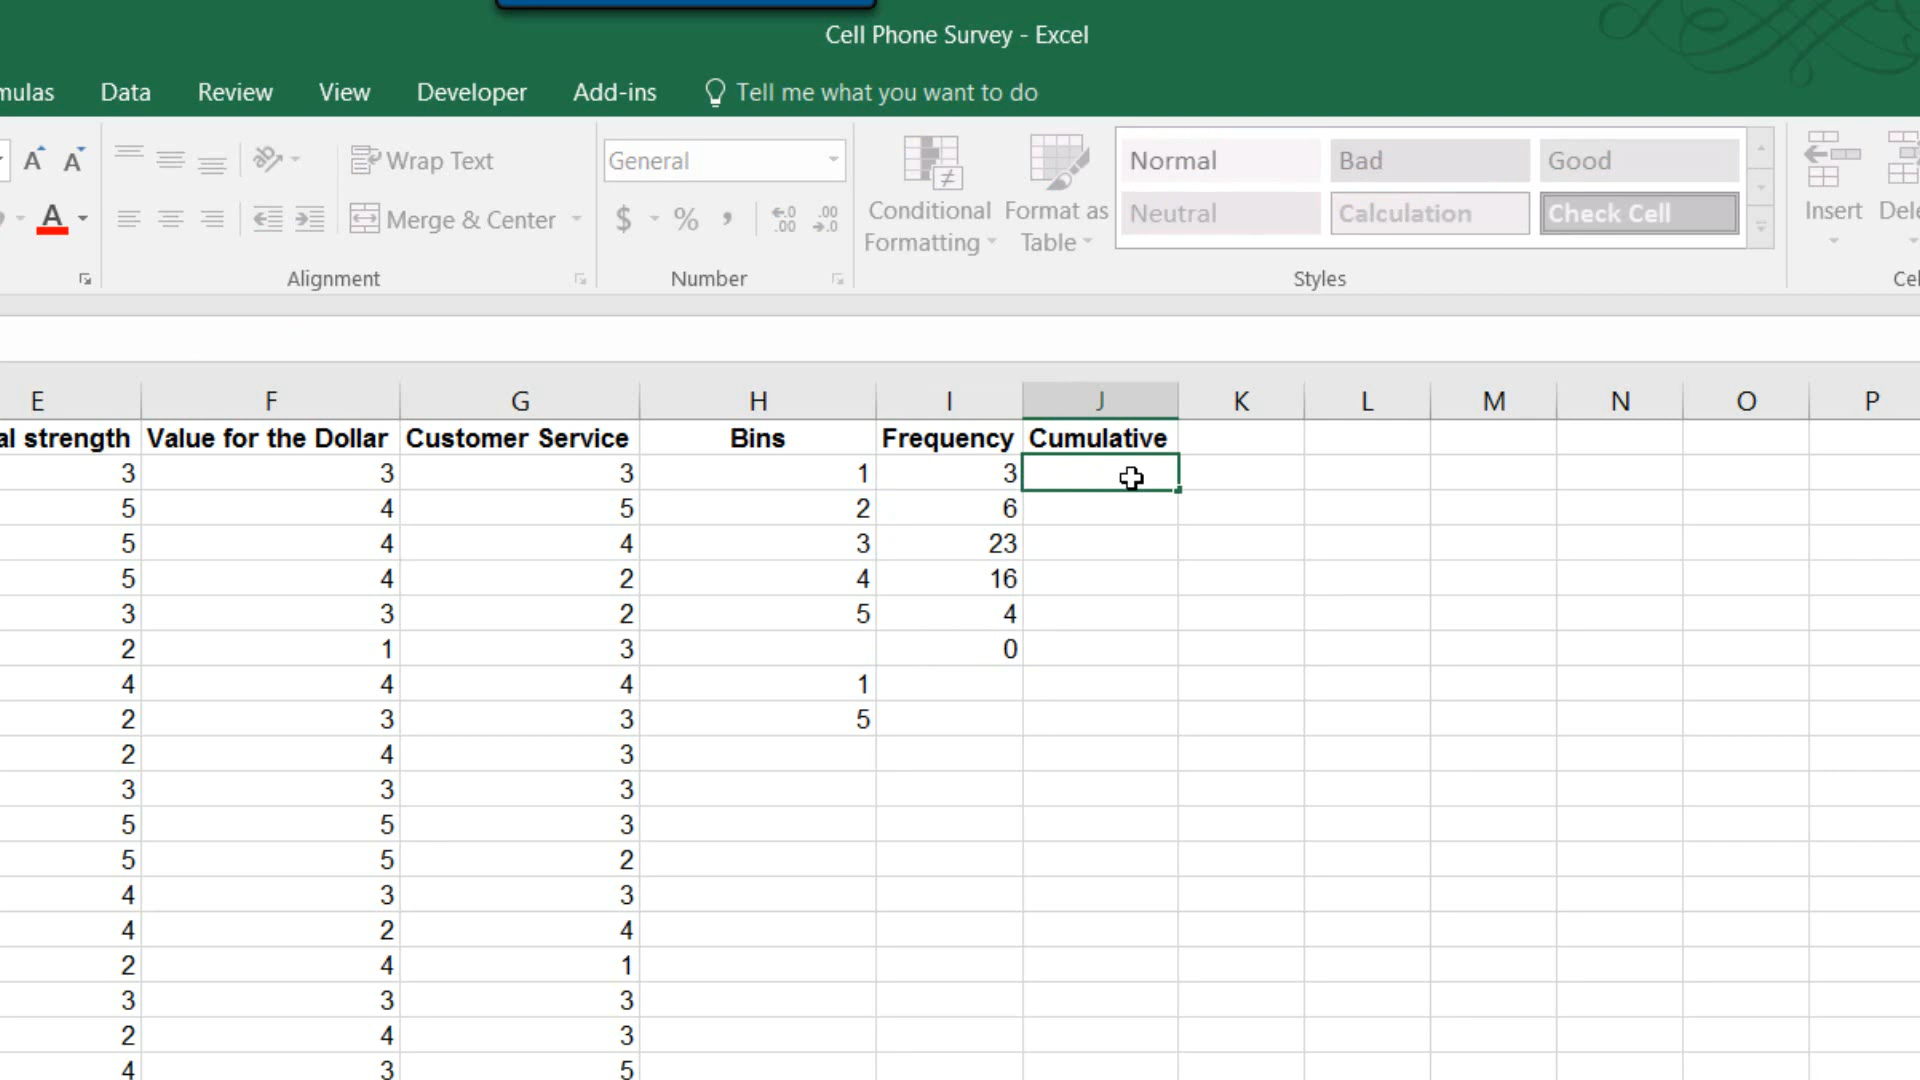 Cell Phone Survey - Excel
mulas Data Review View Developer Add-ins Tell me what you want to do
A A Wrap Text General Normal Bad Good
A Merge & Center $ % , Conditional Formatting Format as Table Neutral Calculation Check Cell Insert Dele
Alignment Number Styles Cel
E F G H I J K L M N O P
al strength Value for the Dollar Customer Service Bins Frequency Cumulative
3 3 3 1 3
5 4 5 2 6
5 4 4 3 23
5 4 2 4 16
3 3 2 5 4
2 1 3 0
4 4 4 1
2 3 3 5
2 4 3
3 3 3
5 5 3
5 5 2
4 3 3
4 2 4
2 4 1
3 3 3
2 4 3
4 3 5